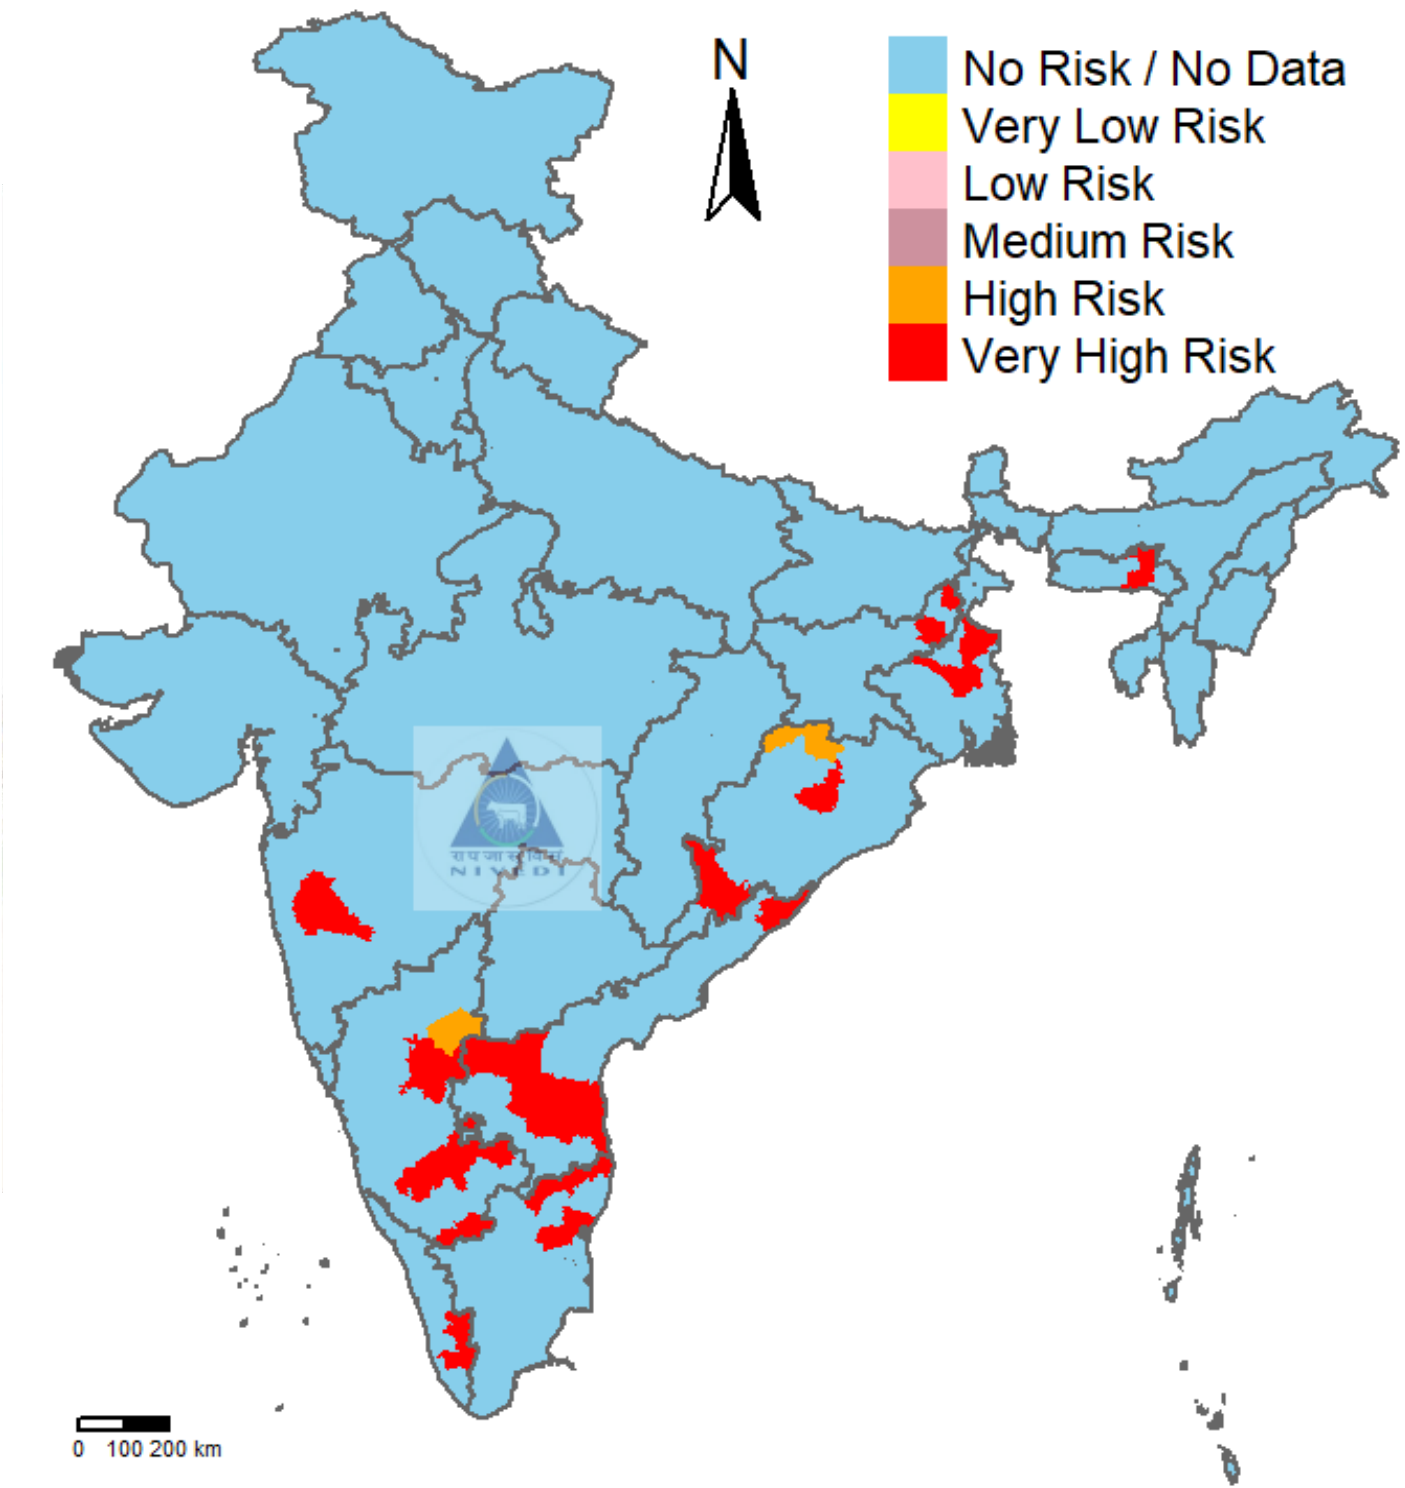 N
No Risk / No Data
Very Low Risk
Low Risk
Medium Risk
High Risk
Very High Risk
NIVEDI
0 100 200 km